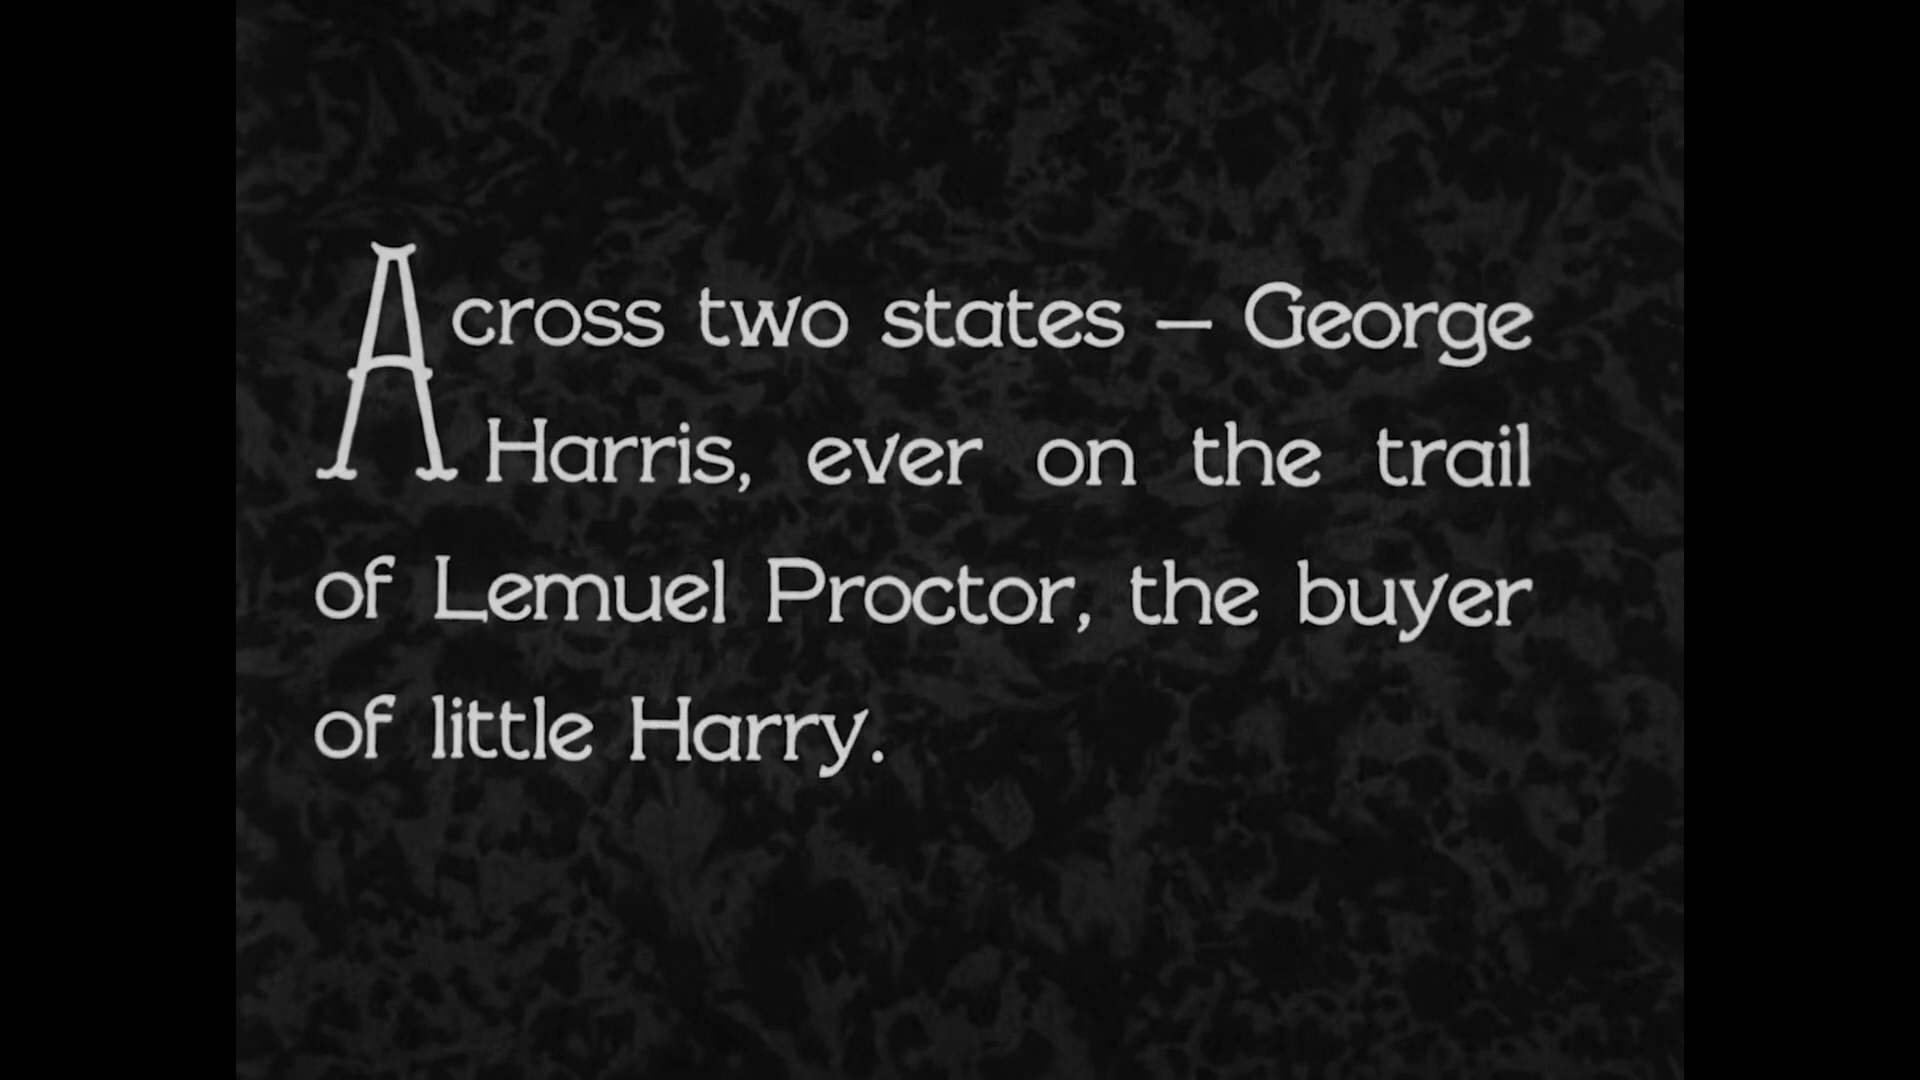 Across two states – George
Harris, ever on the trail
of Lemuel Proctor, the buyer
of little Harry.